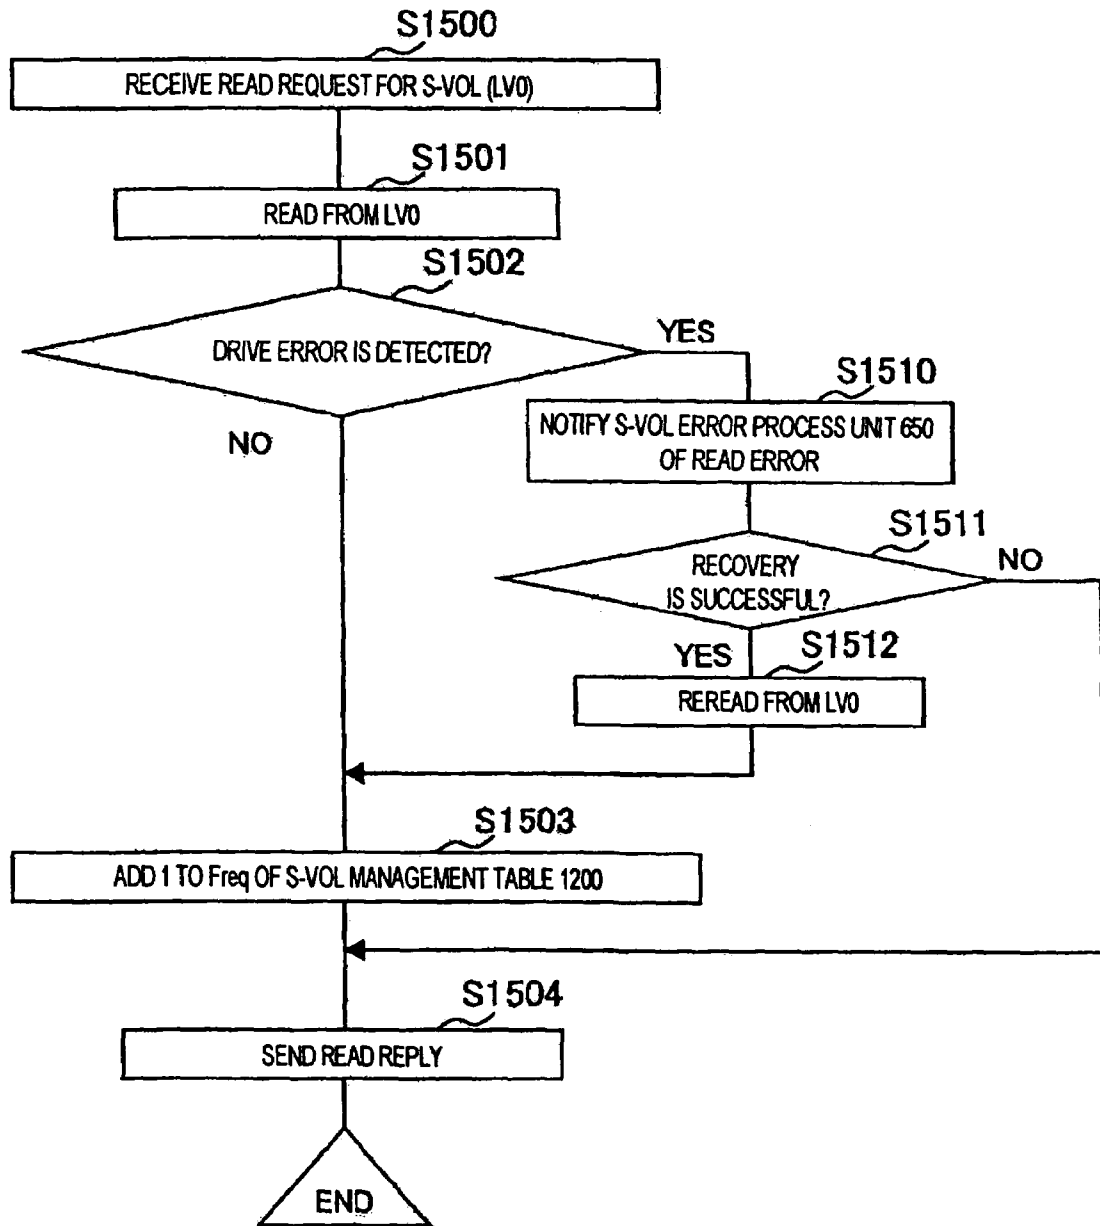 S1500
RECEIVE READ REQUEST FOR S-VOL (LV0)
S1501
READ FROM LV0
S1502
DRIVE ERROR IS DETECTED?
YES
NO
S1510
NOTIFY S-VOL ERROR PROCESS UNIT 650
OF READ ERROR
S1511
RECOVERY
IS SUCCESSFUL?
NO
YES
S1512
REREAD FROM LV0
S1503
ADD 1 TO Freq OF S-VOL MANAGEMENT TABLE 1200
S1504
SEND READ REPLY
END